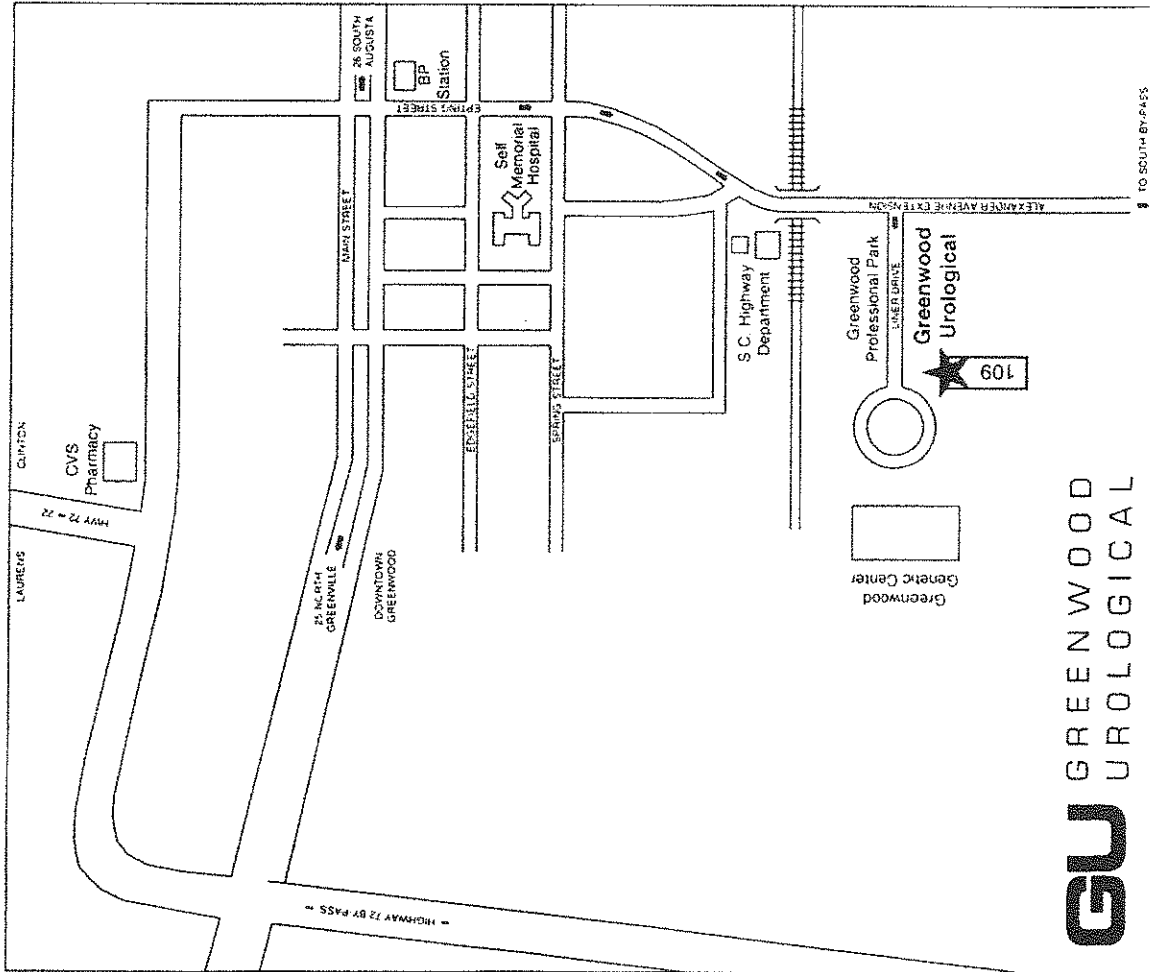 LAURENS
CLINTON
HWY 72 ⇔ 22
CVS
Pharmacy
26 SOUTH
AUGUSTA
BP
Station
MAIN STREET
EPTING STREET
Self
Memorial
Hospital
25 NORTH
GREENVILLE
DOWNTOWN
GREENWOOD
EDGEFIELD STREET
SPRING STREET
S.C. Highway
Department
ALEXANDER AVENUE EXTENSION
Greenwood
Professional Park
LINER DRIVE
Greenwood
Urological
109
Greenwood
Genetic Center
HIGHWAY 72 BY-PASS
TO SOUTH BY-PASS
GU GREENWOOD
UROLOGICAL